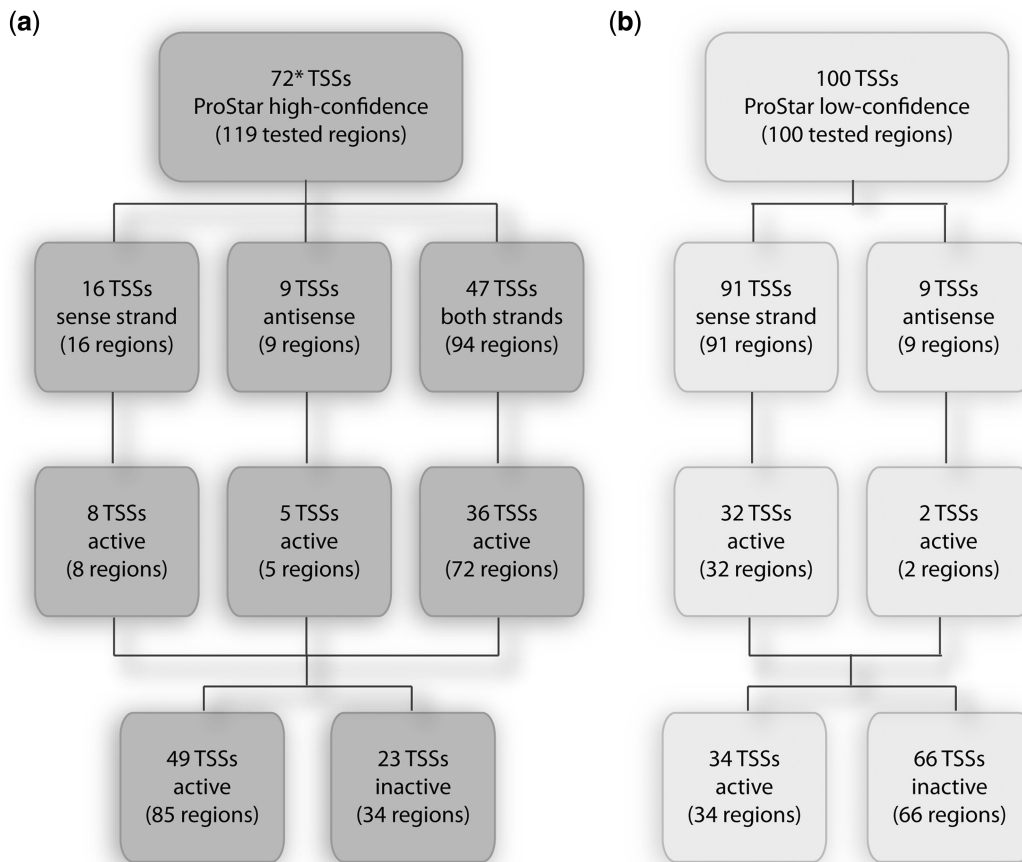 (a)
72* TSSs
ProStar high-confidence
(119 tested regions)
16 TSSs
sense strand
(16 regions)
9 TSSs
antisense
(9 regions)
47 TSSs
both strands
(94 regions)
8 TSSs
active
(8 regions)
5 TSSs
active
(5 regions)
36 TSSs
active
(72 regions)
49 TSSs
active
(85 regions)
23 TSSs
inactive
(34 regions)
(b)
100 TSSs
ProStar low-confidence
(100 tested regions)
91 TSSs
sense strand
(91 regions)
9 TSSs
antisense
(9 regions)
32 TSSs
active
(32 regions)
2 TSSs
active
(2 regions)
34 TSSs
active
(34 regions)
66 TSSs
inactive
(66 regions)